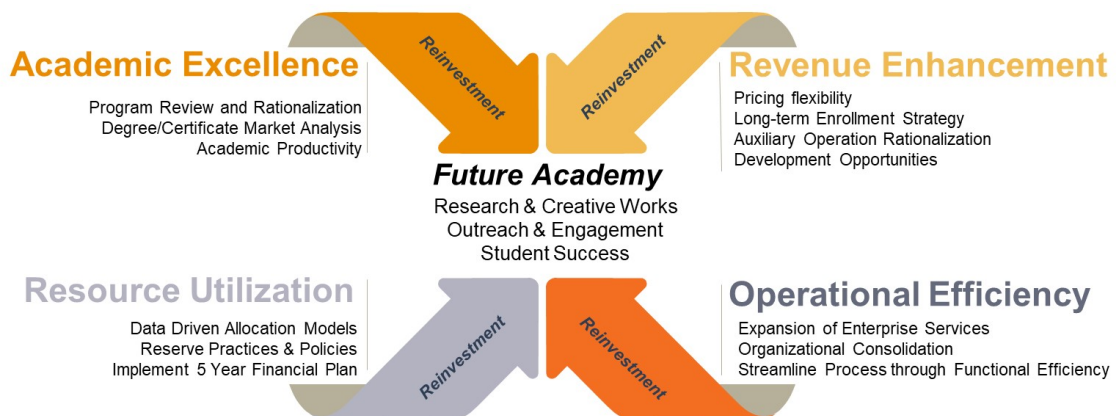 Academic Excellence
Program Review and Rationalization
Degree/Certificate Market Analysis
Academic Productivity
Reinvestment
Reinvestment
Revenue Enhancement
Pricing flexibility
Long-term Enrollment Strategy
Auxiliary Operation Rationalization
Development Opportunities
Future Academy
Research & Creative Works
Outreach & Engagement
Student Success
Resource Utilization
Data Driven Allocation Models
Reserve Practices & Policies
Implement 5 Year Financial Plan
Reinvestment
Reinvestment
Operational Efficiency
Expansion of Enterprise Services
Organizational Consolidation
Streamline Process through Functional Efficiency